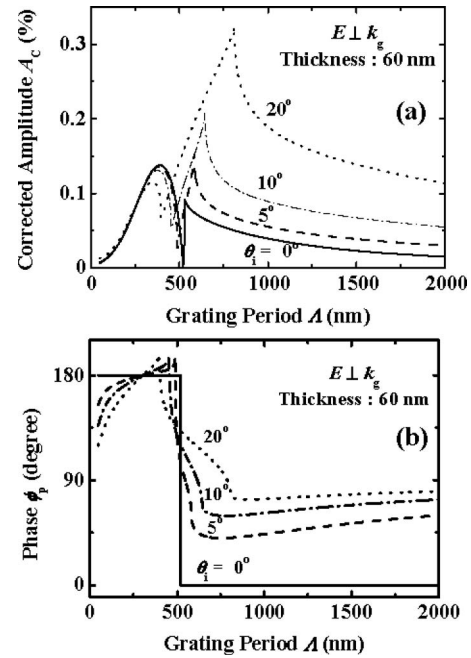 Corrected Amplitude A_C (%)
0.3
0.2
0.1
0
E ⊥ k_g
Thickness : 60 nm
(a)
20°
10°
5°
θ_i = 0°
0 500 1000 1500 2000
Grating Period Λ (nm)
Phase ϕ_p (degree)
180
90
0
E ⊥ k_g
Thickness : 60 nm
(b)
20°
10°
5°
θ_i = 0°
0 500 1000 1500 2000
Grating Period Λ (nm)